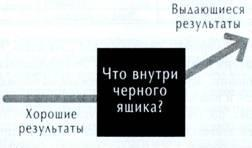 Выдающиеся
результаты
Что внутри
черного
ящика?
Хорошие
результаты